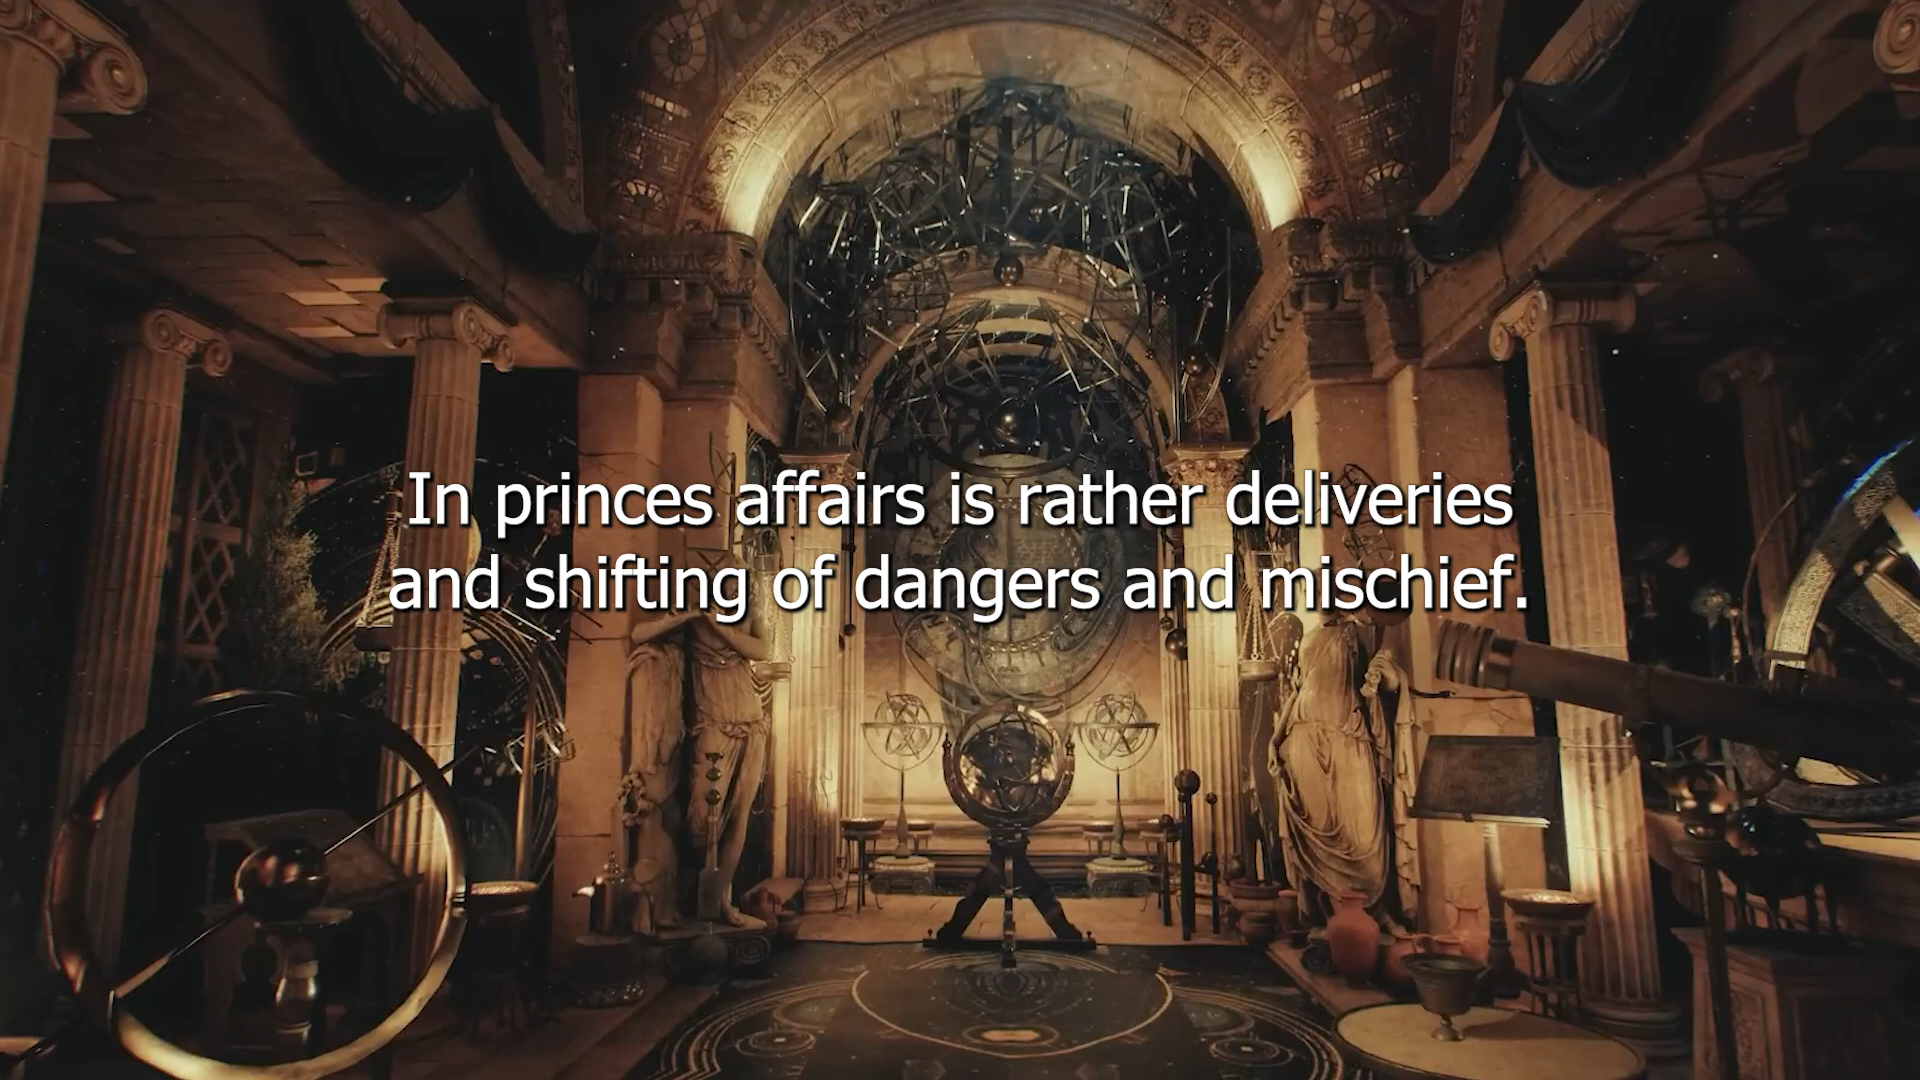 In princes affairs is rather deliveries
and shifting of dangers and mischief.